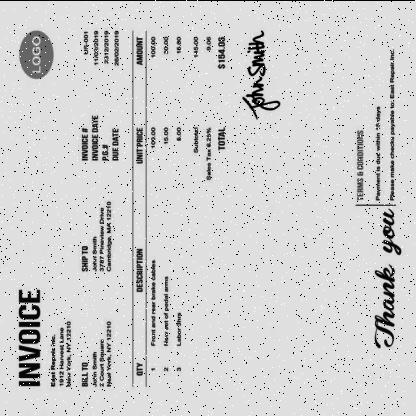 LOGO
INVOICE
East Repair Inc.
1912 Harvest Lane
New York, NY 12210
BILL TO
John Smith
2 Court Square
New York, NY 12210
SHIP TO
John Smith
3787 Pineview Drive
Cambridge, MA 12210
INVOICE # US-001
INVOICE DATE 11/02/2019
P.O.# 2312/2019
DUE DATE 26/02/2019
QTY DESCRIPTION UNIT PRICE AMOUNT
1 Front and rear brake cables 100.00 100.00
2 New set of pedal arms 15.00 30.00
3 Labor 3hrs 5.00 15.00
Subtotal 145.00
Sales Tax 6.25% 9.06
TOTAL $154.06
John Smith
Thank you
TERMS & CONDITIONS
Payment is due within 15 days
Please make checks payable to: East Repair Inc.